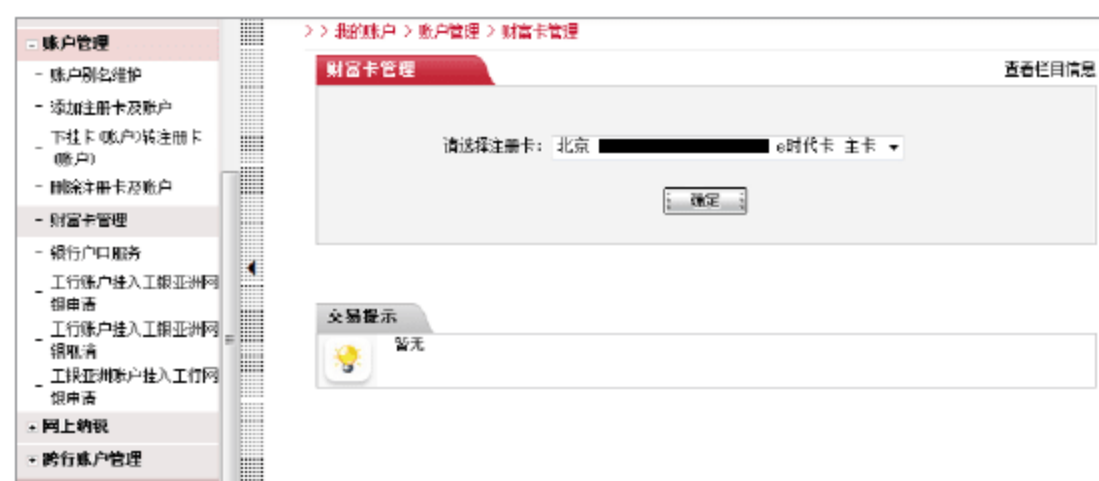 账户管理
- 账户别名维护
- 添加注册卡及账户
- 下挂卡(账户)转注册卡
(账户)
- 删除注册卡及账户
- 财富卡管理
- 银行户口服务
- 工行账户挂入工银亚洲网
银申请
- 工行账户挂入工银亚洲网
银取消
- 工银亚洲账户挂入工行网
银申请
网上纳税
跨行账户管理
> > 我的账户 > 账户管理 > 财富卡管理
财富卡管理
查看栏目信息
请选择注册卡: 北京 e时代卡 主卡
确定
交易提示
暂无